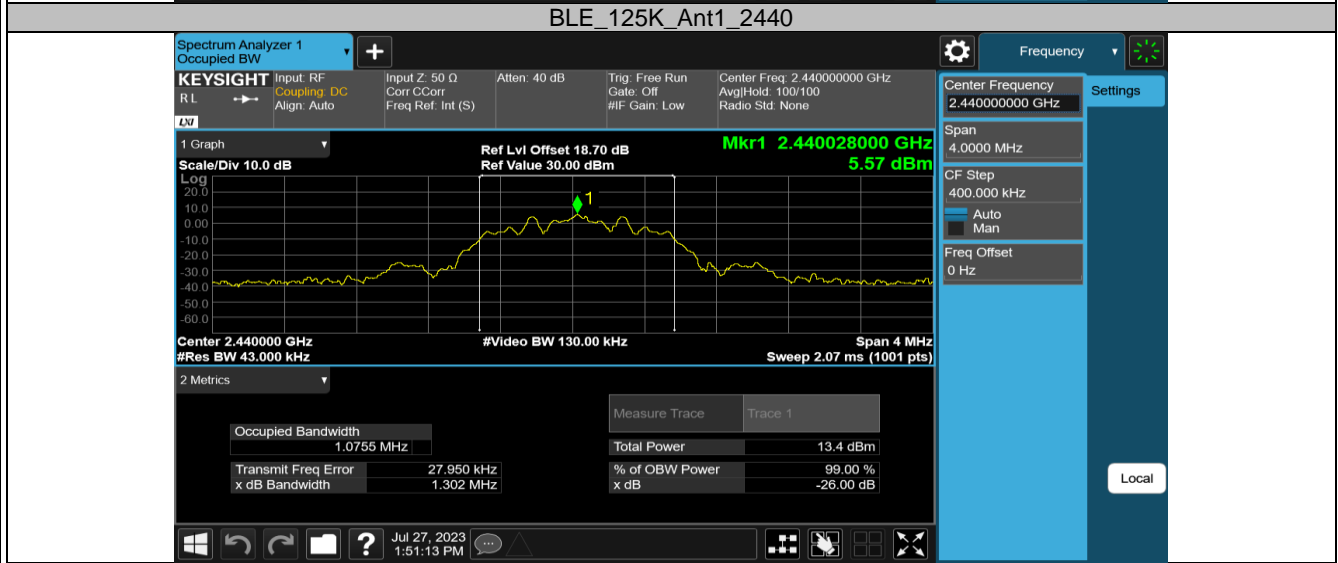 BLE_125K_Ant1_2440
Spectrum Analyzer 1
Occupied BW
+
Frequency
KEYSIGHT
R L
LXI
Input: RF
Coupling: DC
Align: Auto
Input Z: 50 Ω
Corr CCorr
Freq Ref: Int (S)
Atten: 40 dB
Trig: Free Run
Gate: Off
#IF Gain: Low
Center Freq: 2.440000000 GHz
Avg|Hold: 100/100
Radio Std: None
Center Frequency
2.440000000 GHz
Settings
Span
4.0000 MHz
CF Step
400.000 kHz
Auto
Man
Freq Offset
0 Hz
Local
1 Graph
Scale/Div 10.0 dB
Ref Lvl Offset 18.70 dB
Ref Value 30.00 dBm
Mkr1 2.440028000 GHz
5.57 dBm
Log
20.0
10.0
0.00
-10.0
-20.0
-30.0
-40.0
-50.0
-60.0
1
Center 2.440000 GHz
#Res BW 43.000 kHz
#Video BW 130.00 kHz
Span 4 MHz
Sweep 2.07 ms (1001 pts)
2 Metrics
Measure Trace Trace 1
Occupied Bandwidth
1.0755 MHz
Total Power 13.4 dBm
Transmit Freq Error 27.950 kHz
% of OBW Power 99.00 %
x dB Bandwidth 1.302 MHz
x dB -26.00 dB
?
Jul 27, 2023
1:51:13 PM